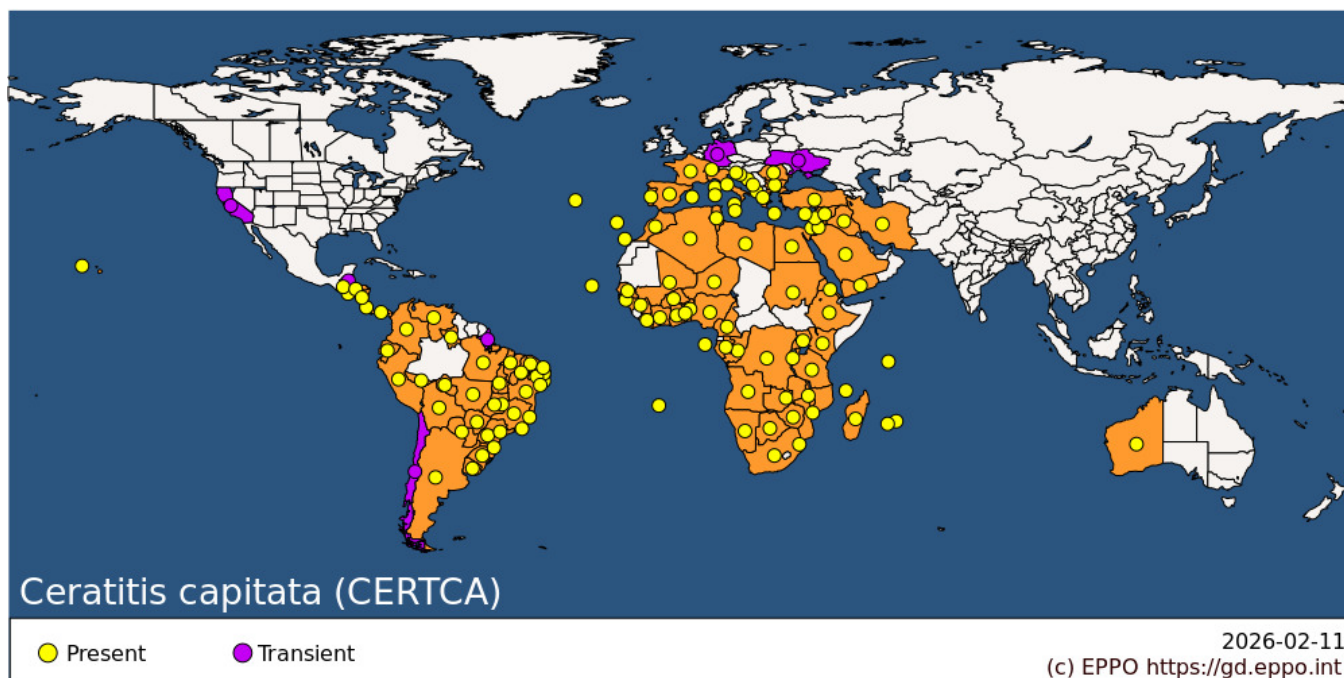 Ceratitis capitata (CERTCA)
Present
Transient
2026-02-11
(c) EPPO https://gd.eppo.int